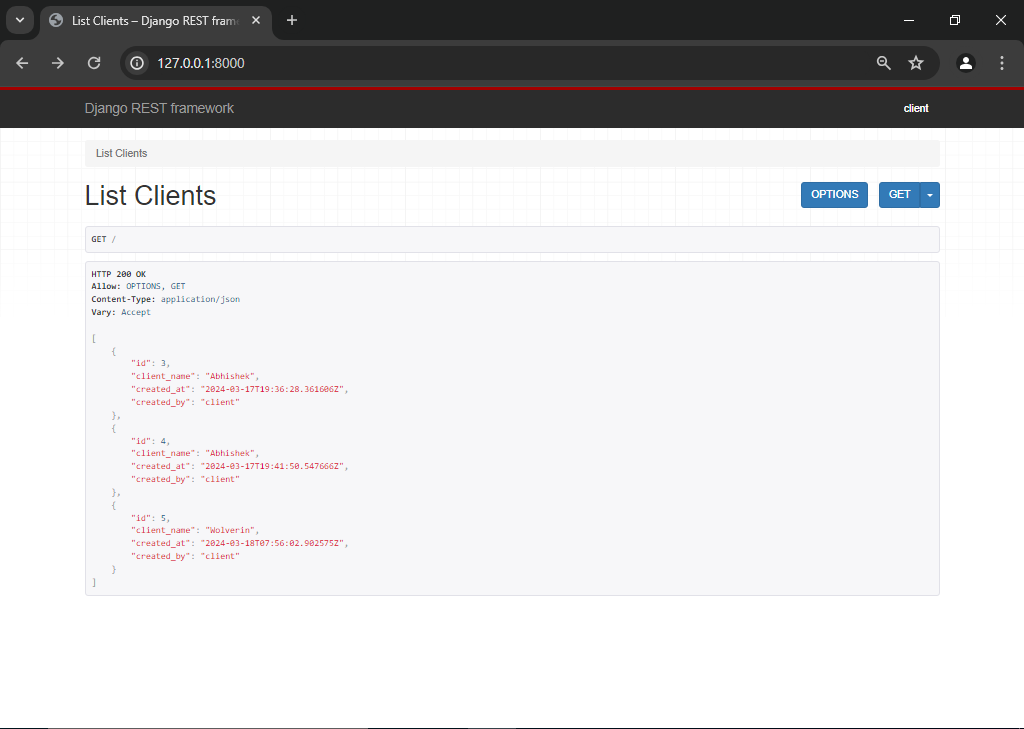 List Clients – Django REST fram
127.0.0.1:8000
Django REST framework
client
List Clients
List Clients
OPTIONS
GET
GET /
HTTP 200 OK
Allow: OPTIONS, GET
Content-Type: application/json
Vary: Accept
[
{
"id": 3,
"client_name": "Abhishek",
"created_at": "2024-03-17T19:36:28.361606Z",
"created_by": "client"
},
{
"id": 4,
"client_name": "Abhishek",
"created_at": "2024-03-17T19:41:50.547666Z",
"created_by": "client"
},
{
"id": 5,
"client_name": "Wolverin",
"created_at": "2024-03-18T07:56:02.902575Z",
"created_by": "client"
}
]